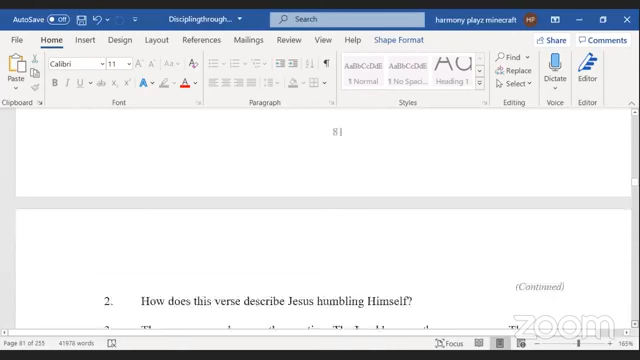 AutoSave Off Disciplingthrough... Search harmony playz minecraft HP
File Home Insert Draw Design Layout References Mailings Review View Help Shape Format Share Comments
Paste Calibri 11 AaBbCcDdE AaBbCcDdE AaC Find Replace Select Dictate Editor
B I U Normal No Spaci... Heading 1
Clipboard Font Paragraph Styles Editing Voice Editor
81
(Continued)
2. How does this verse describe Jesus humbling Himself?
zoom
Page 81 of 255 41978 words Focus 165%